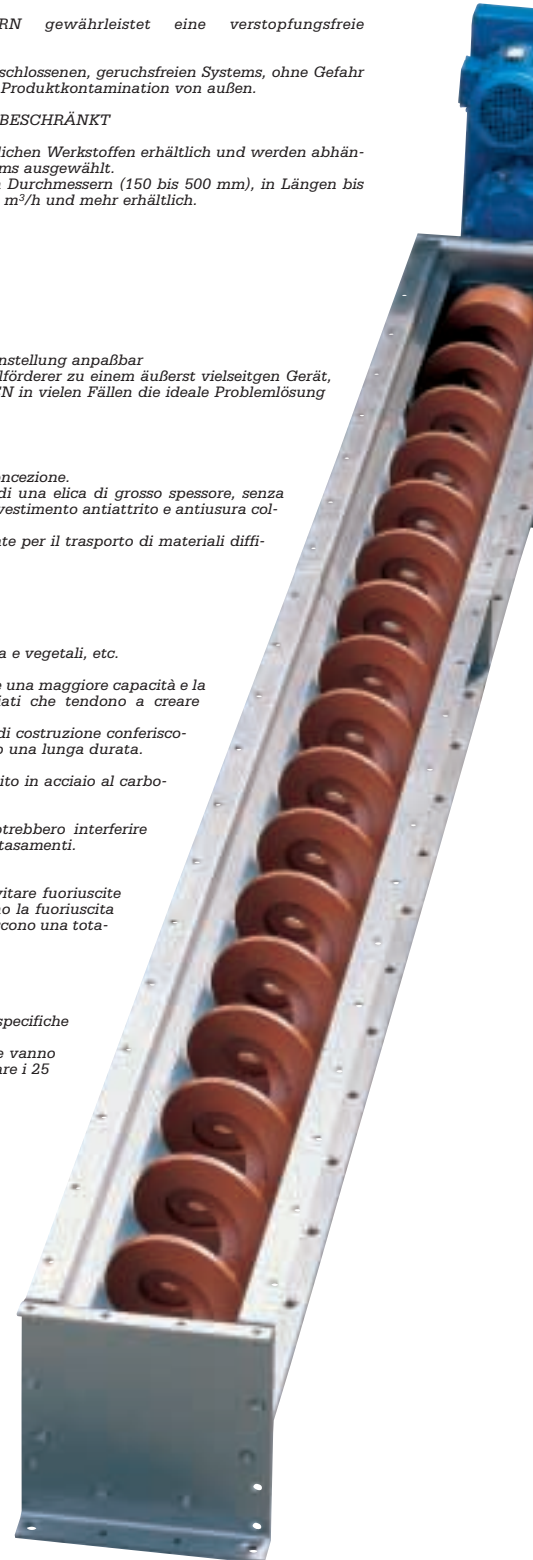 RN gewährleistet eine verstopfungsfreie
schlossenen, geruchsfreien Systems, ohne Gefahr
Produktkontamination von außen.
BESCHRÄNKT
lichen Werkstoffen erhältlich und werden abhän-
ms ausgewählt.
Durchmessern (150 bis 500 mm), in Längen bis
m³/h und mehr erhältlich.
nstellung anpaßbar
lförderer zu einem äußerst vielseitgen Gerät,
EN in vielen Fällen die ideale Problemlösung
oncezione.
di una elica di grosso spessore, senza
vestimento antiattrito e antiusura col-
te per il trasporto di materiali diffi-
a e vegetali, etc.
e una maggiore capacità e la
iati che tendono a creare
di costruzione conferisco-
o una lunga durata.
ito in acciaio al carbo-
otrebbero interferire
tasamenti.
vitare fuoriuscite
no la fuoriuscita
scono una tota-
specifiche
e vanno
are i 25